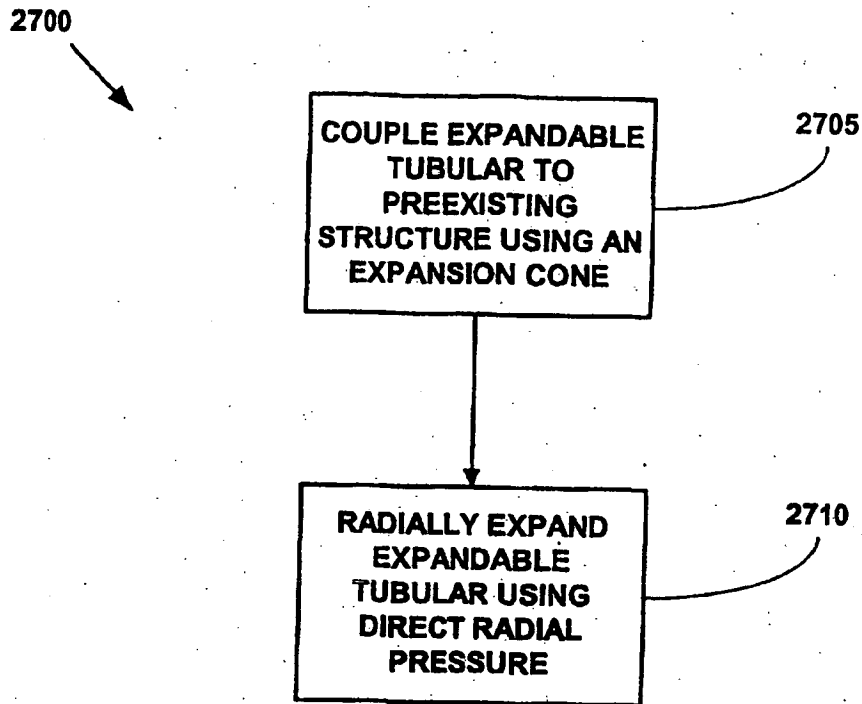 2700
COUPLE EXPANDABLE
TUBULAR TO
PREEXISTING
STRUCTURE USING AN
EXPANSION CONE
2705
RADIALLY EXPAND
EXPANDABLE
TUBULAR USING
DIRECT RADIAL
PRESSURE
2710